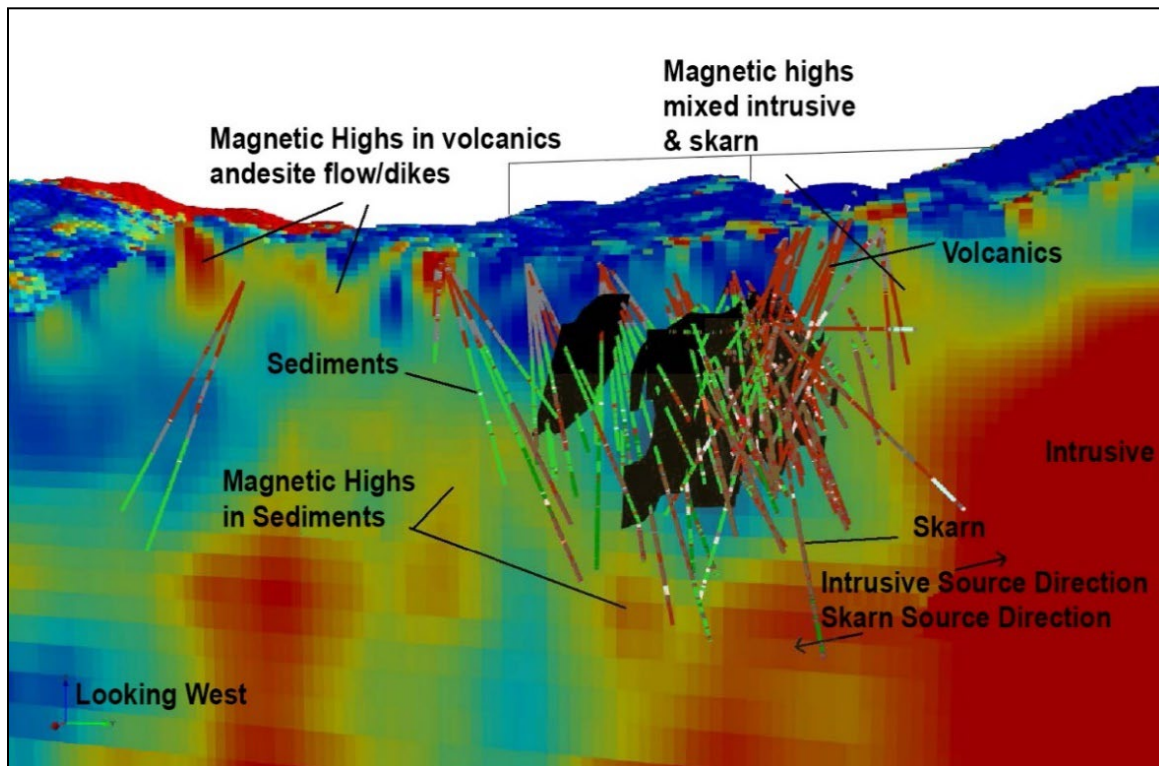 Magnetic highs
mixed intrusive
& skarn
Magnetic Highs in volcanics
andesite flow/dikes
Volcanics
Sediments
Intrusive
Magnetic Highs
in Sediments
Skarn
Intrusive Source Direction
Skarn Source Direction
Looking West